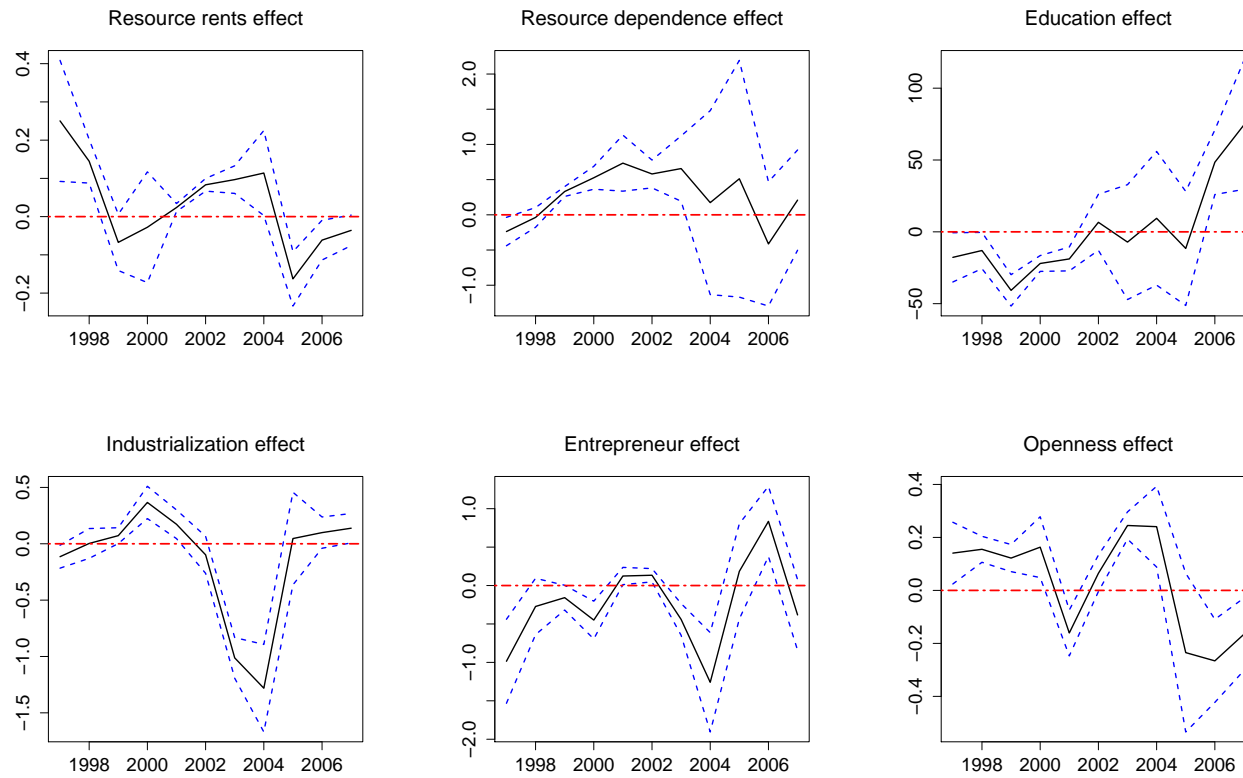 Resource rents effect
0.4
0.2
0.0
−0.2
1998 2000 2002 2004 2006
Resource dependence effect
2.0
1.0
0.0
−1.0
1998 2000 2002 2004 2006
Education effect
100
50
0
−50
1998 2000 2002 2004 2006
Industrialization effect
0.5
0.0
−0.5
−1.0
−1.5
1998 2000 2002 2004 2006
Entrepreneur effect
1.0
0.0
−1.0
−2.0
1998 2000 2002 2004 2006
Openness effect
0.4
0.2
0.0
−0.2
−0.4
1998 2000 2002 2004 2006